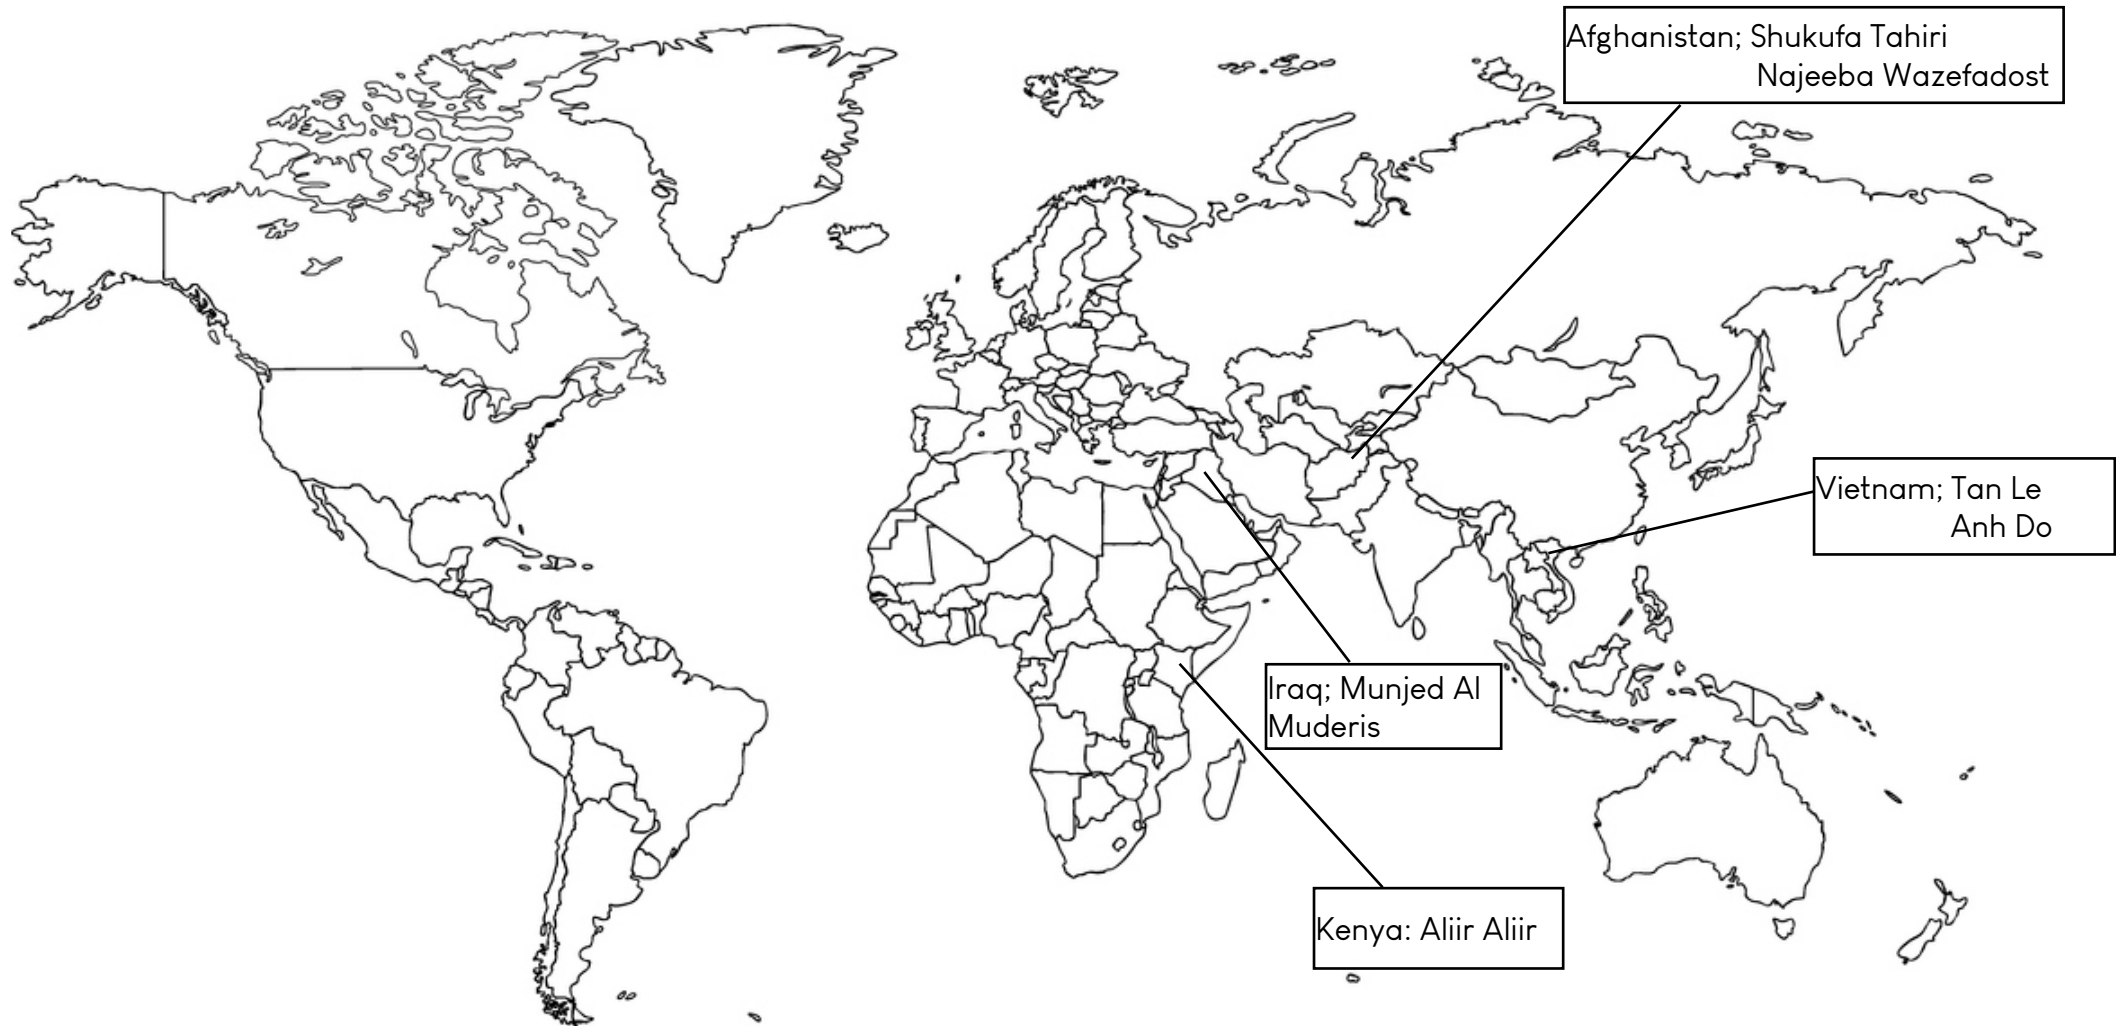 Afghanistan; Shukufa Tahiri
Najeeba Wazefadost
Vietnam; Tan Le
Anh Do
Iraq; Munjed Al
Muderis
Kenya: Aliir Aliir